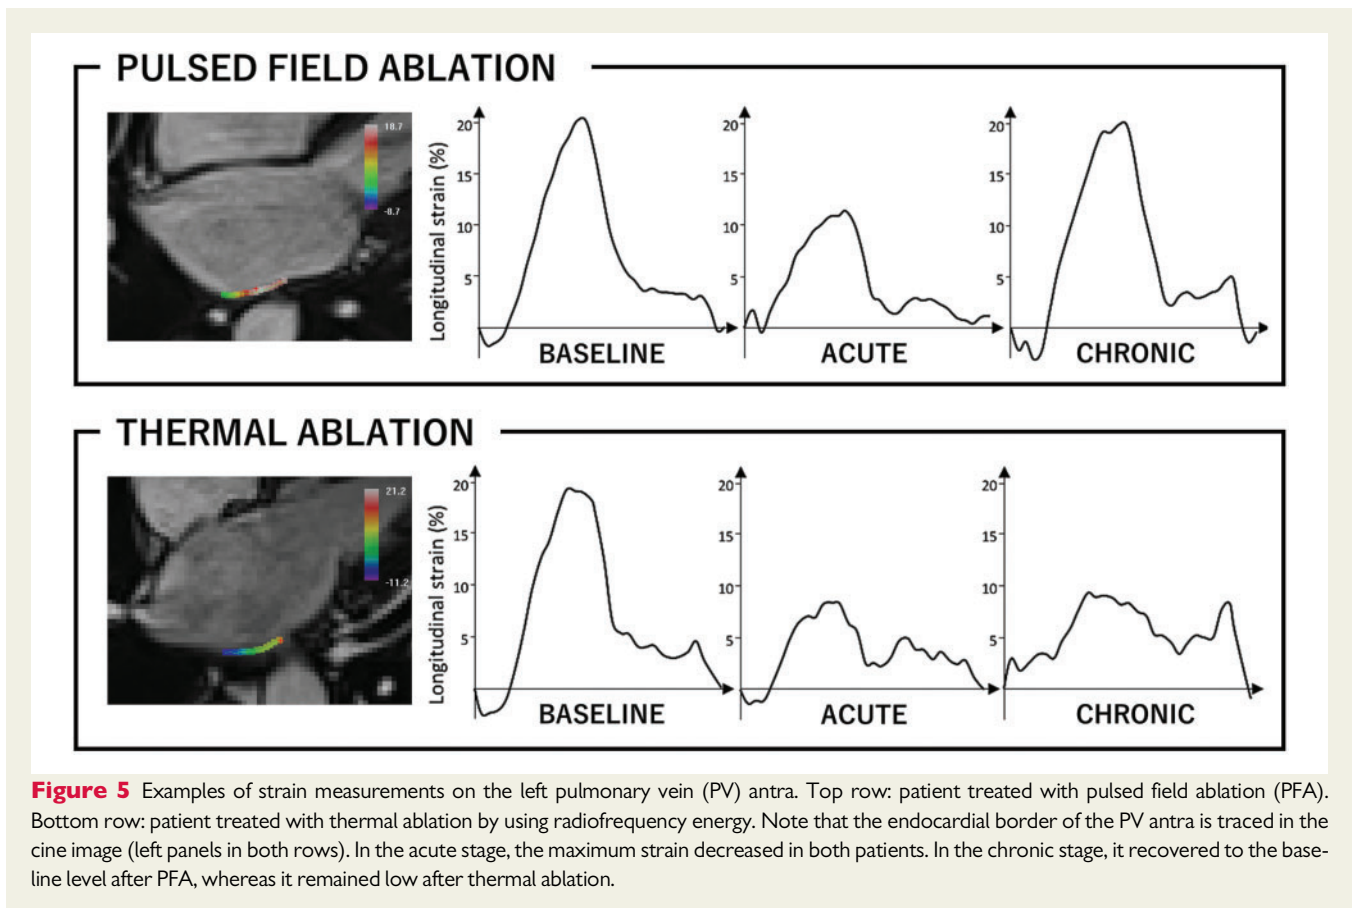 PULSED FIELD ABLATION
18.7
-8.7
Longitudinal strain (%)
20
15
10
5
BASELINE
20
15
10
5
ACUTE
20
15
10
5
CHRONIC
THERMAL ABLATION
21.2
-11.2
Longitudinal strain (%)
20
15
10
5
BASELINE
20
15
10
5
ACUTE
20
15
10
5
CHRONIC
Figure 5 Examples of strain measurements on the left pulmonary vein (PV) antra. Top row: patient treated with pulsed field ablation (PFA).
Bottom row: patient treated with thermal ablation by using radiofrequency energy. Note that the endocardial border of the PV antra is traced in the
cine image (left panels in both rows). In the acute stage, the maximum strain decreased in both patients. In the chronic stage, it recovered to the base-
line level after PFA, whereas it remained low after thermal ablation.